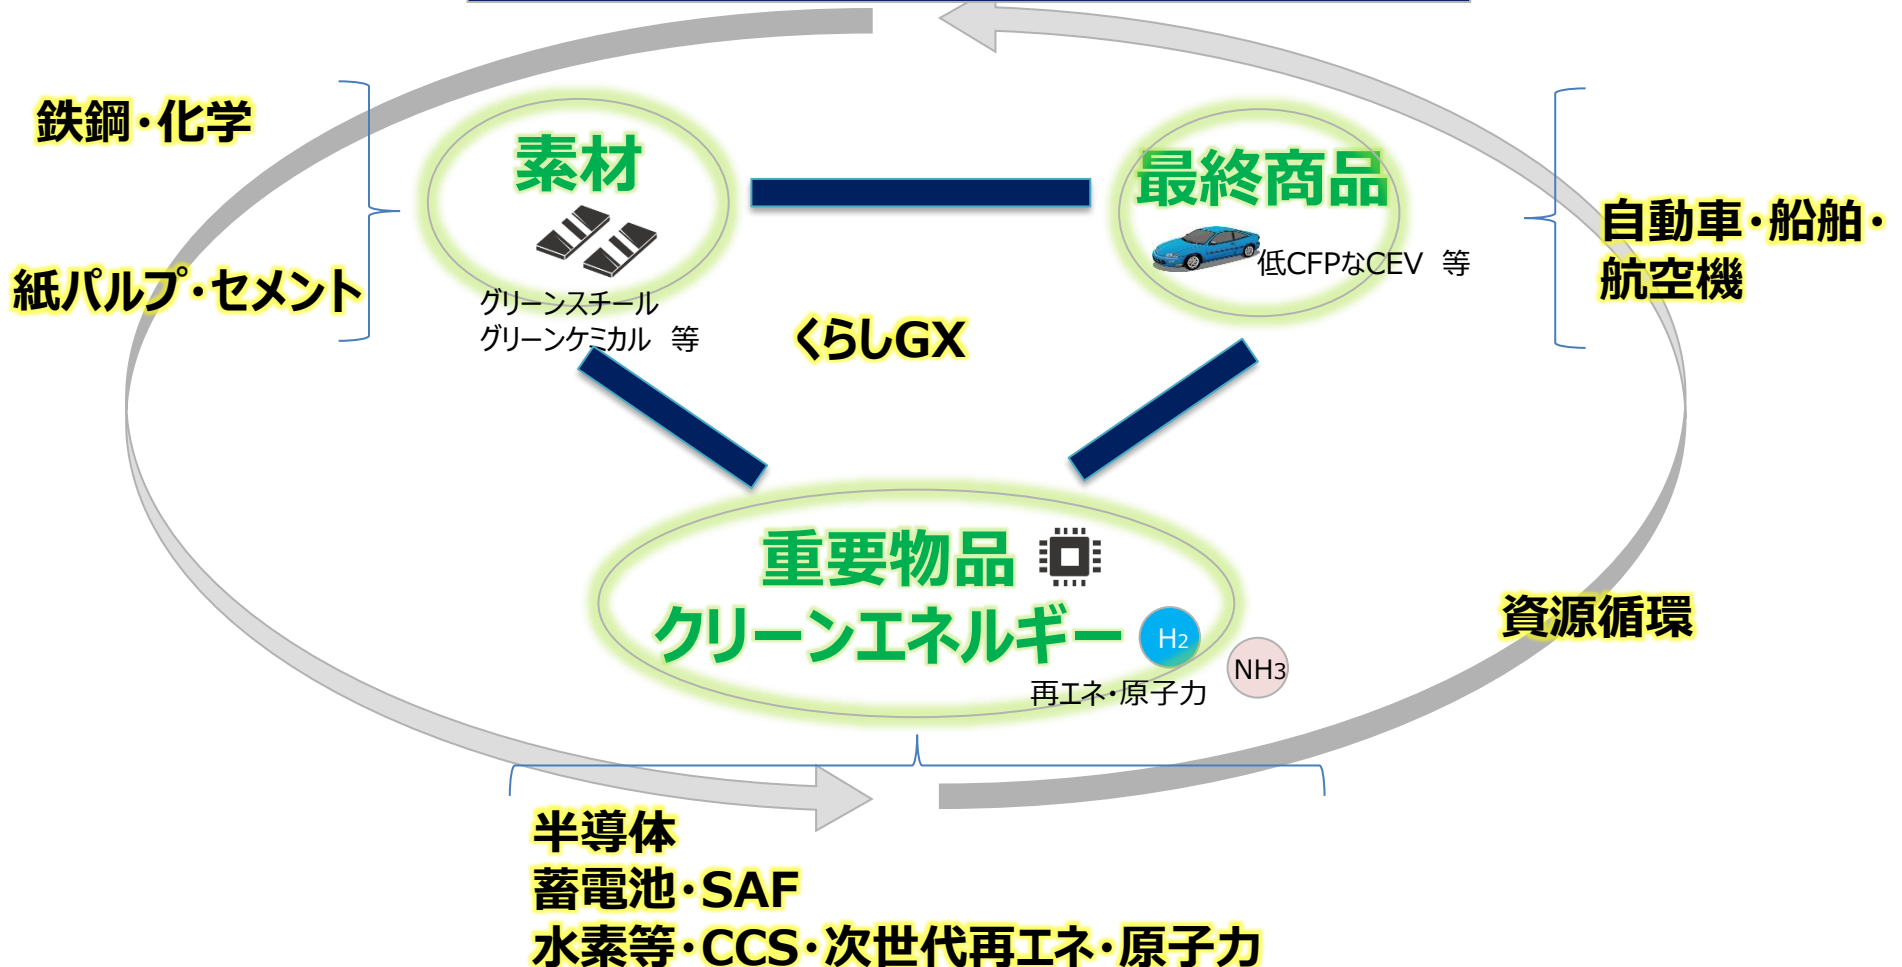 鉄鋼・化学
紙パルプ・セメント
素材
グリーンスチール
グリーンケミカル　等
くらしGX
最終商品
低CFPなCEV　等
自動車・船舶・
航空機
重要物品
クリーンエネルギー
H2
NH3
再エネ・原子力
資源循環
半導体
蓄電池・SAF
水素等・CCS・次世代再エネ・原子力